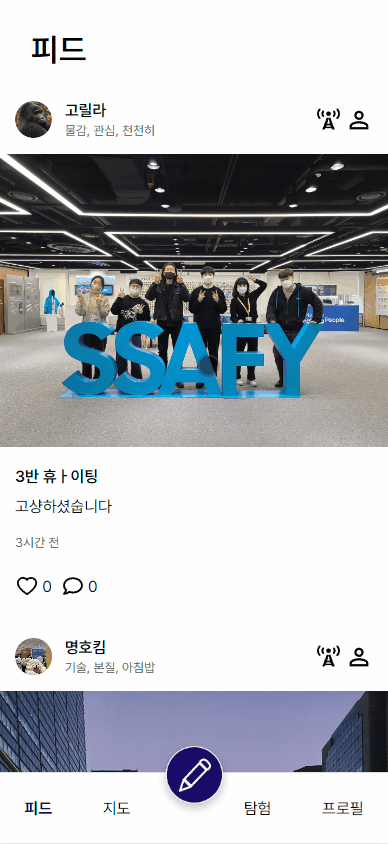 피드
고릴라
물감, 관심, 천천히
People
SSAFY
3반 휴ㅏ이팅
고생하셨습니다
3시간 전
0 0
명호킴
기술, 본질, 아침밥
피드 지도 탐험 프로필